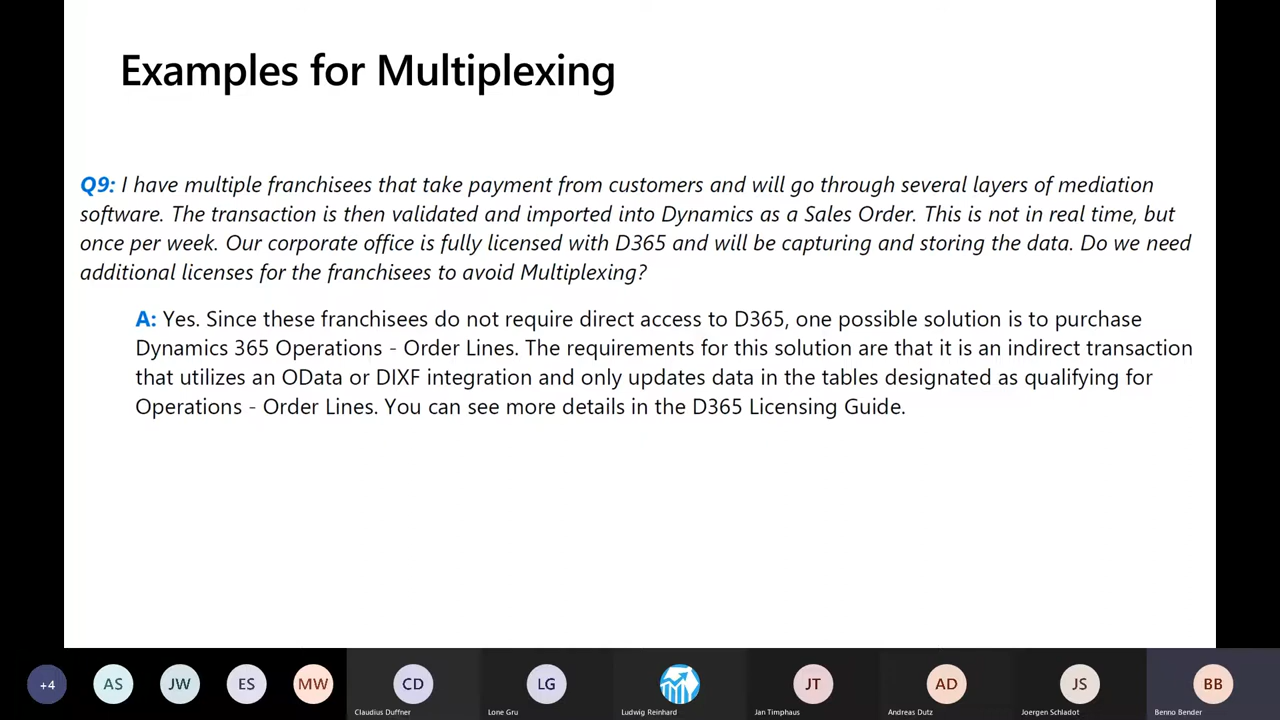 Examples for Multiplexing
Q9: I have multiple franchisees that take payment from customers and will go through several layers of mediation
software. The transaction is then validated and imported into Dynamics as a Sales Order. This is not in real time, but
once per week. Our corporate office is fully licensed with D365 and will be capturing and storing the data. Do we need
additional licenses for the franchisees to avoid Multiplexing?
A: Yes. Since these franchisees do not require direct access to D365, one possible solution is to purchase
Dynamics 365 Operations - Order Lines. The requirements for this solution are that it is an indirect transaction
that utilizes an OData or DIXF integration and only updates data in the tables designated as qualifying for
Operations - Order Lines. You can see more details in the D365 Licensing Guide.
+4 AS JW ES MW CD LG JT AD JS BB
Claudius Duffner Lone Gru Ludwig Reinhard Jan Timphaus Andreas Dutz Joergen Schladot Benno Bender